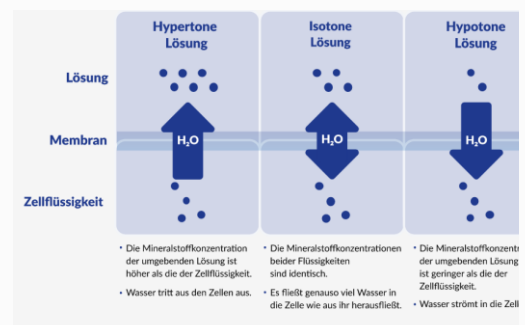 Hypertone
Lösung
Isotone
Lösung
Hypotone
Lösung
Lösung
Membran
H₂O
H₂O
H₂O
Zellflüssigkeit
• Die Mineralstoffkonzentration
der umgebenden Lösung ist
höher als die der Zellflüssigkeit.
• Wasser tritt aus den Zellen aus.
• Die Mineralstoffkonzentrationen
beider Flüssigkeiten
sind identisch.
• Es fließt genauso viel Wasser in
die Zelle wie aus ihr herausfließt.
• Die
der umgebenden Lösung
ist geringer als die der
Zellflüssigkeit.
• Wasser strömt in die